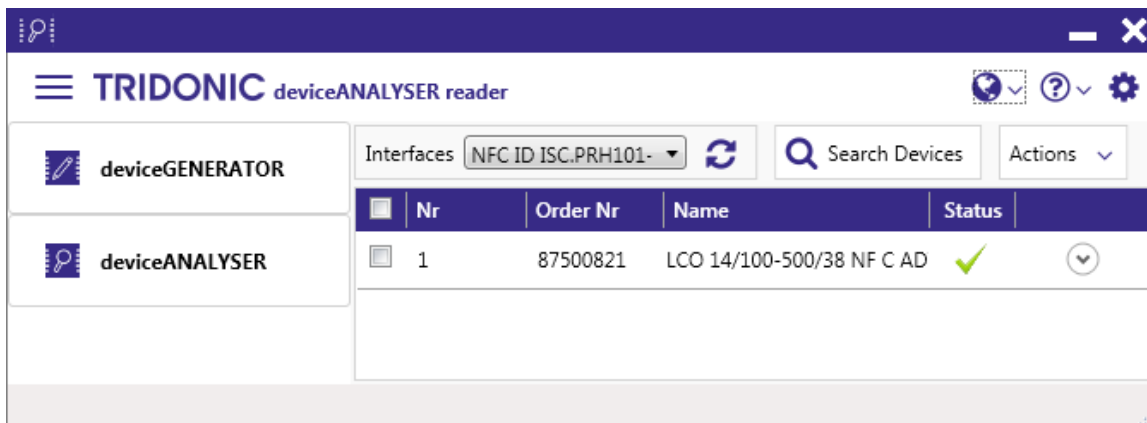 TRIDONIC deviceANALYSER reader
deviceGENERATOR
deviceANALYSER
Interfaces NFC ID ISC.PRH101- Search Devices Actions
Nr Order Nr Name Status
1 87500821 LCO 14/100-500/38 NF C AD